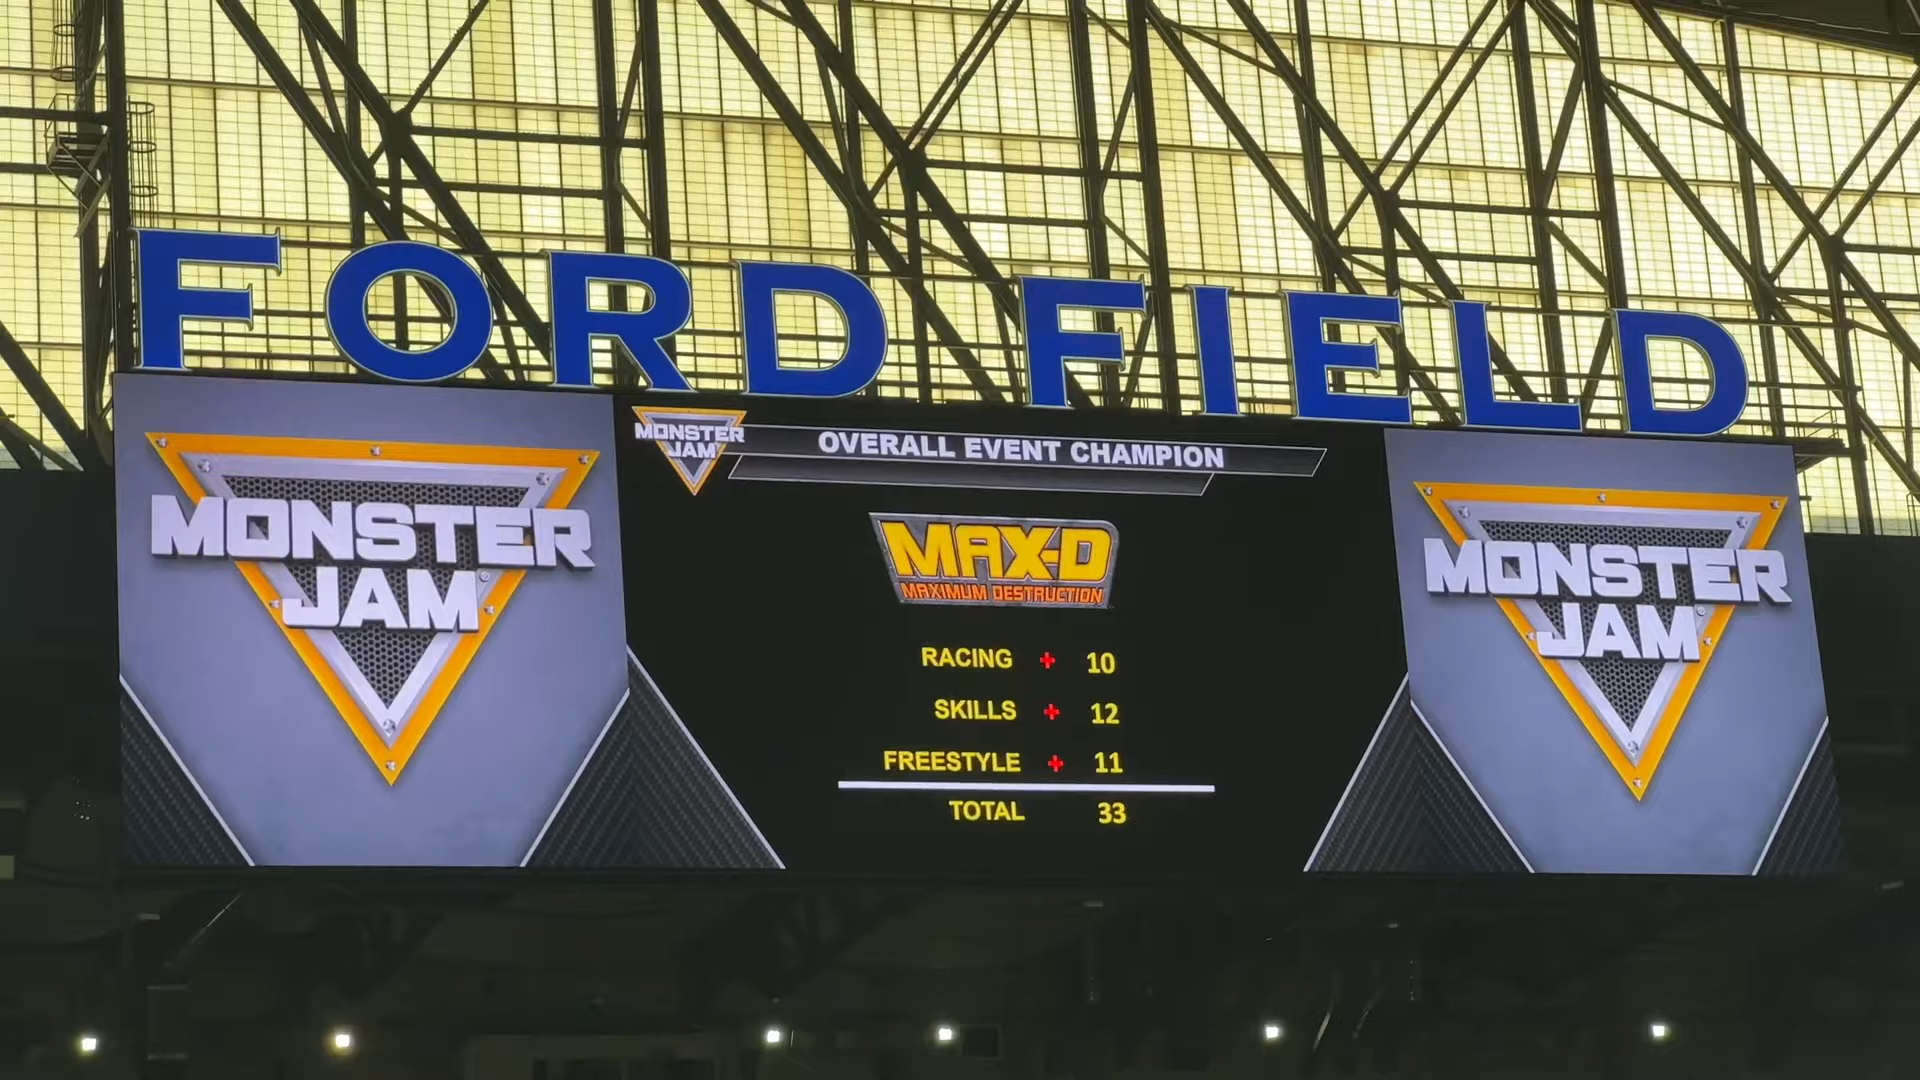 FORD FIELD
MONSTER
JAM
MONSTER
JAM
OVERALL EVENT CHAMPION
MAX-D
MAXIMUM DESTRUCTION
RACING + 10
SKILLS + 12
FREESTYLE + 11
TOTAL 33
MONSTER
JAM